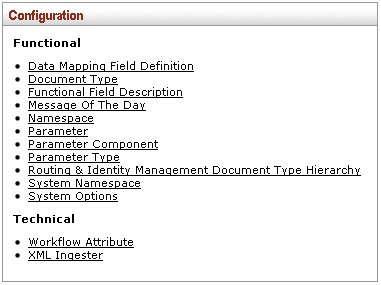 Configuration
Functional
Data Mapping Field Definition
Document Type
Functional Field Description
Message Of The Day
Namespace
Parameter
Parameter Component
Parameter Type
Routing & Identity Management Document Type Hierarchy
System Namespace
System Options
Technical
Workflow Attribute
XML Ingester